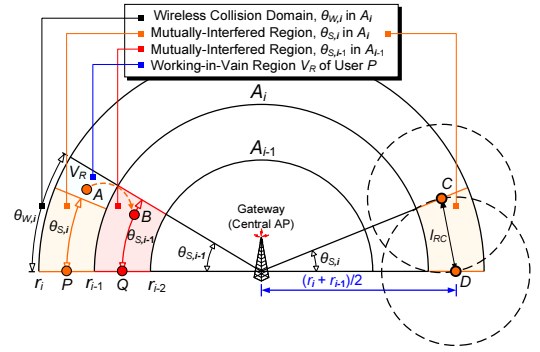 Wireless Collision Domain, θW,i in Ai
Mutually-Interfered Region, θS,i in Ai
Mutually-Interfered Region, θS,i-1 in Ai-1
Working-in-Vain Region VR of User P
Ai
Ai-1
VR
A
B
C
θW,i
θS,i
θS,i-1
Gateway
(Central AP)
θS,i-1
θS,i
lRC
ri
P
ri-1
Q
ri-2
(ri + ri-1)/2
D